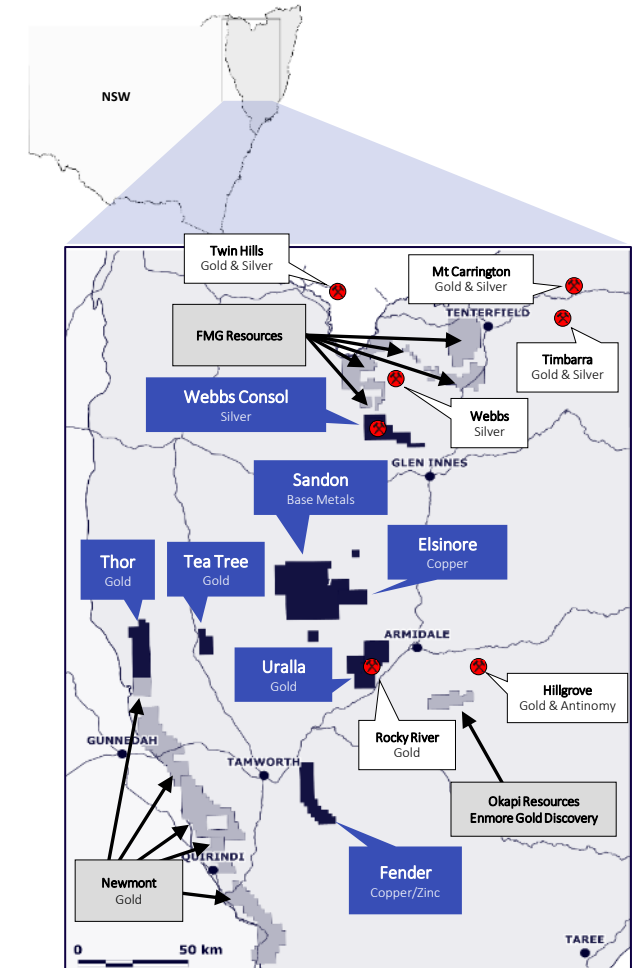 NSW
Twin Hills
Gold & Silver
Mt Carrington
Gold & Silver
TENTERFIELD
FMG Resources
Timbarra
Gold & Silver
Webbs Consol
Silver
Webbs
Silver
GLEN INNES
Sandon
Base Metals
Elsinore
Copper
Thor
Gold
Tea Tree
Gold
ARMIDALE
Uralla
Gold
Hillgrove
Gold & Antinomy
Rocky River
Gold
GUNNEDAH
TAMWORTH
Okapi Resources
Enmore Gold Discovery
QUIRINDI
Fender
Copper/Zinc
Newmont
Gold
0 50 km
TAREE